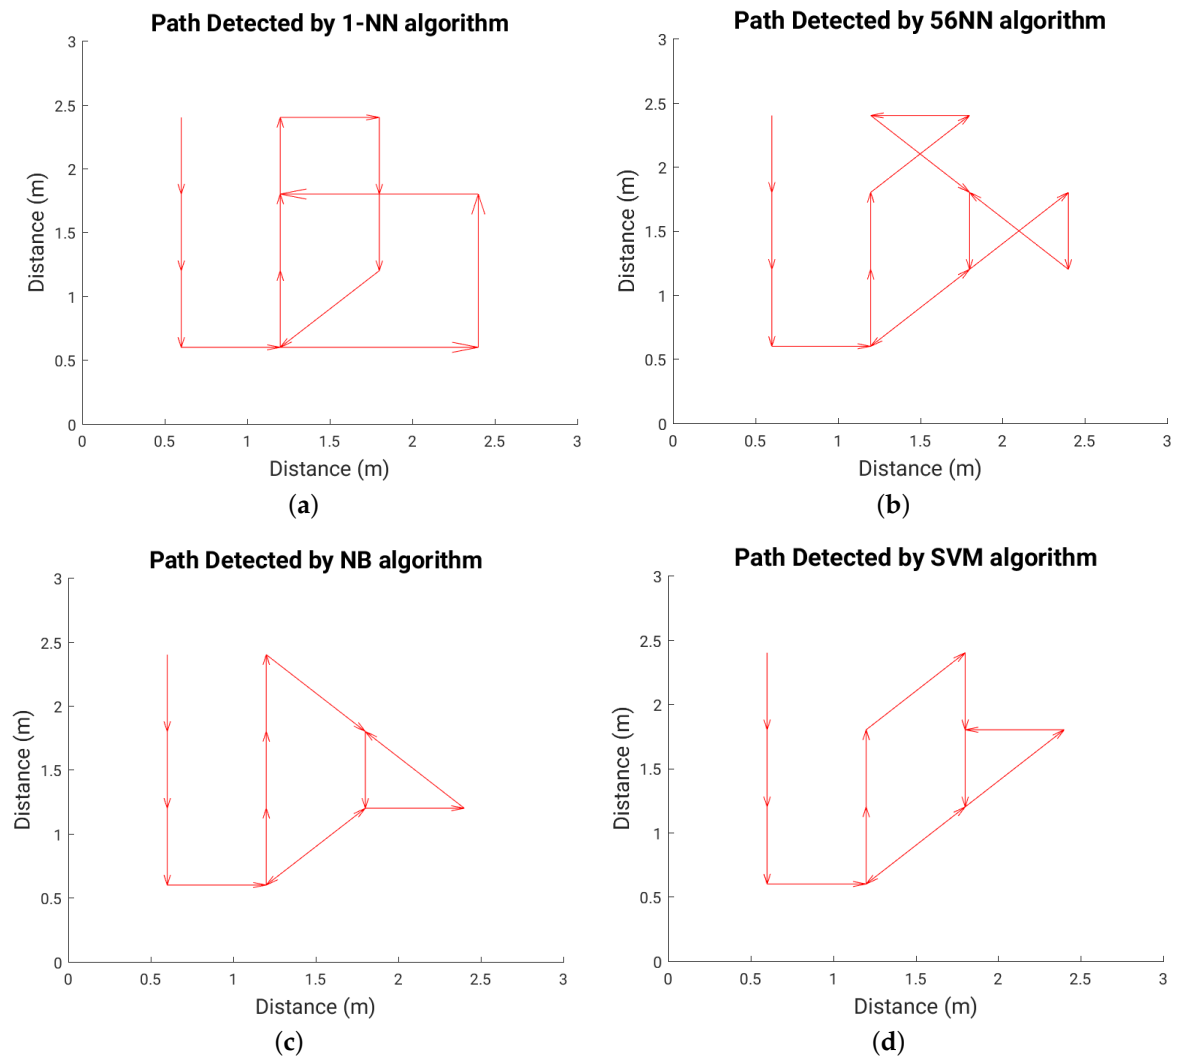 Path Detected by 1-NN algorithm
3
2.5
2
1.5
1
0.5
0
Distance (m)
0 0.5 1 1.5 2 2.5 3
Distance (m)
(a)
Path Detected by 56NN algorithm
3
2.5
2
1.5
1
0.5
0
Distance (m)
0 0.5 1 1.5 2 2.5 3
Distance (m)
(b)
Path Detected by NB algorithm
3
2.5
2
1.5
1
0.5
0
Distance (m)
0 0.5 1 1.5 2 2.5 3
Distance (m)
(c)
Path Detected by SVM algorithm
3
2.5
2
1.5
1
0.5
0
Distance (m)
0 0.5 1 1.5 2 2.5 3
Distance (m)
(d)